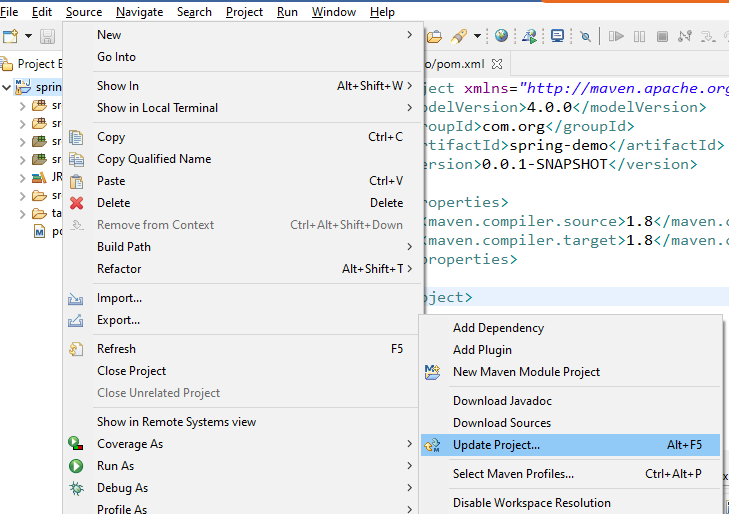 File Edit Source Navigate Search Project Run Window Help
Project E
o/pom.xml
New
Go Into
Show In Alt+Shift+W
Show in Local Terminal
Copy Ctrl+C
Copy Qualified Name
Paste Ctrl+V
Delete Delete
Remove from Context Ctrl+Alt+Shift+Down
Build Path
Refactor Alt+Shift+T
Import...
Export...
Refresh F5
Close Project
Close Unrelated Project
Show in Remote Systems view
Coverage As
Run As
Debug As
Profile As
spring
sr
sr
sr
sr
JR
sr
ta
po
ject xmlns="http://maven.apache.org
odelVersion>4.0.0</modelVersion>
roupId>com.org</groupId>
rtifactId>spring-demo</artifactId>
ersion>0.0.1-SNAPSHOT</version>
roperties>
<maven.compiler.source>1.8</maven.c
<maven.compiler.target>1.8</maven.c
properties>
oject>
Add Dependency
Add Plugin
New Maven Module Project
Download Javadoc
Download Sources
Update Project... Alt+F5
Select Maven Profiles... Ctrl+Alt+P
Disable Workspace Resolution